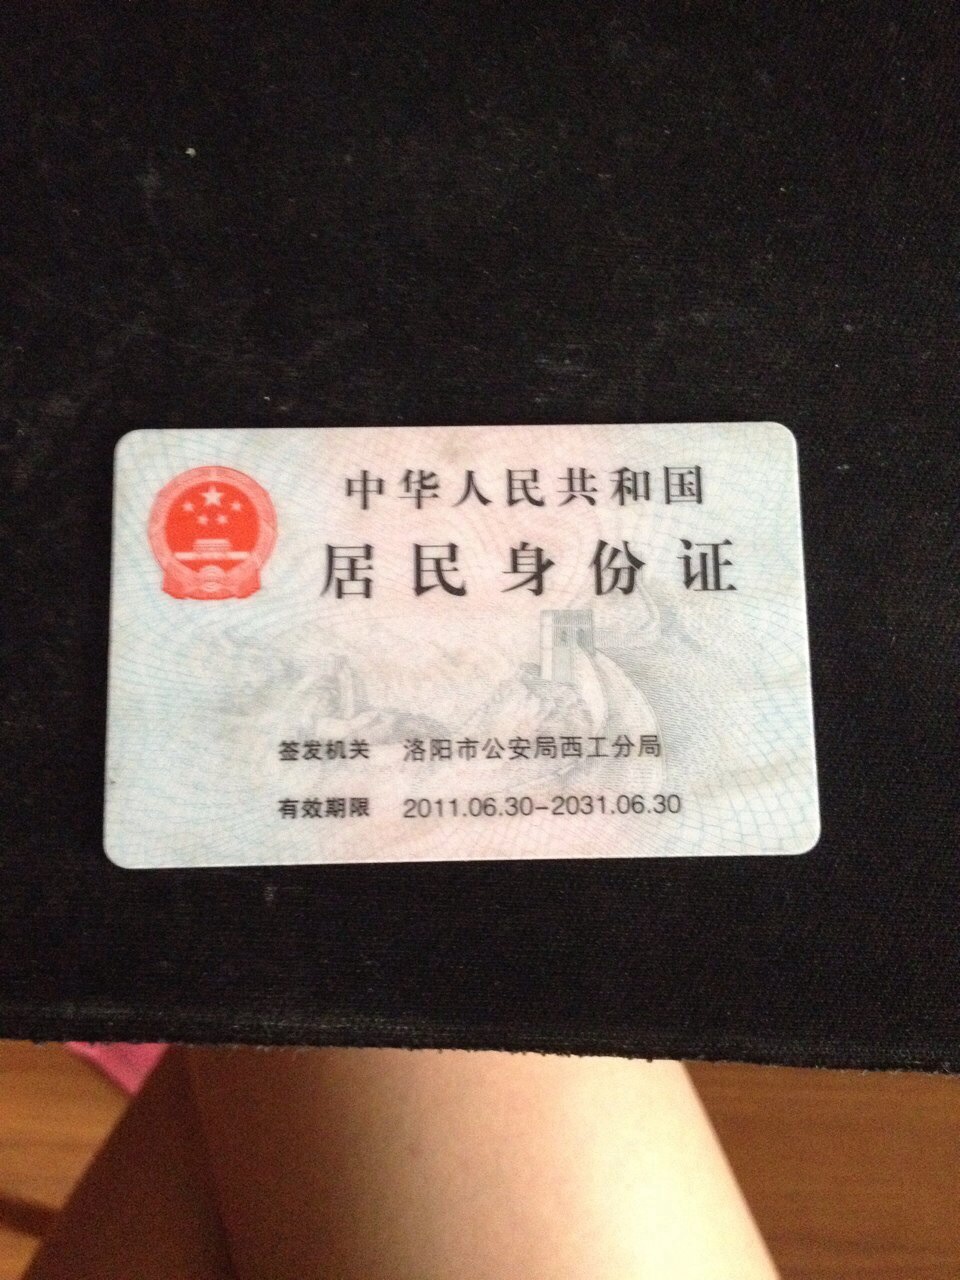 中华人民共和国
居民身份证
签发机关 洛阳市公安局西工分局
有效期限 2011.06.30-2031.06.30